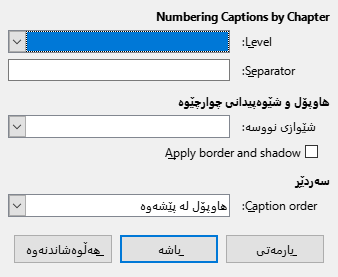 Numbering Captions by Chapter
Level:
Separator:
هاوپۆل و شێوەپیدانی چوارچێوە
شێوازی نووسە:
Apply border and shadow
سەردێڕ
Caption order:
هاوپۆل لە پێشەوە
یارمەتی
باشە
هەڵوەشاندنەوە